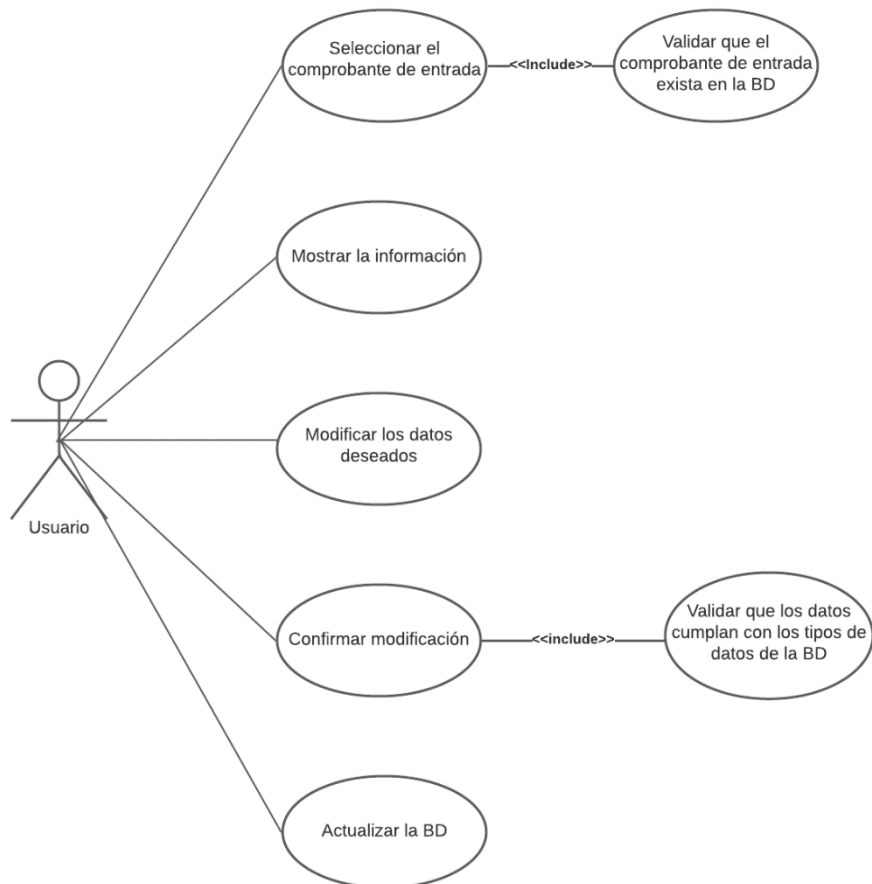 Seleccionar el
comprobante de entrada
<<Include>>
Validar que el
comprobante de entrada
exista en la BD
Mostrar la información
Modificar los datos
deseados
Usuario
Confirmar modificación
<<include>>
Validar que los datos
cumplan con los tipos de
datos de la BD
Actualizar la BD